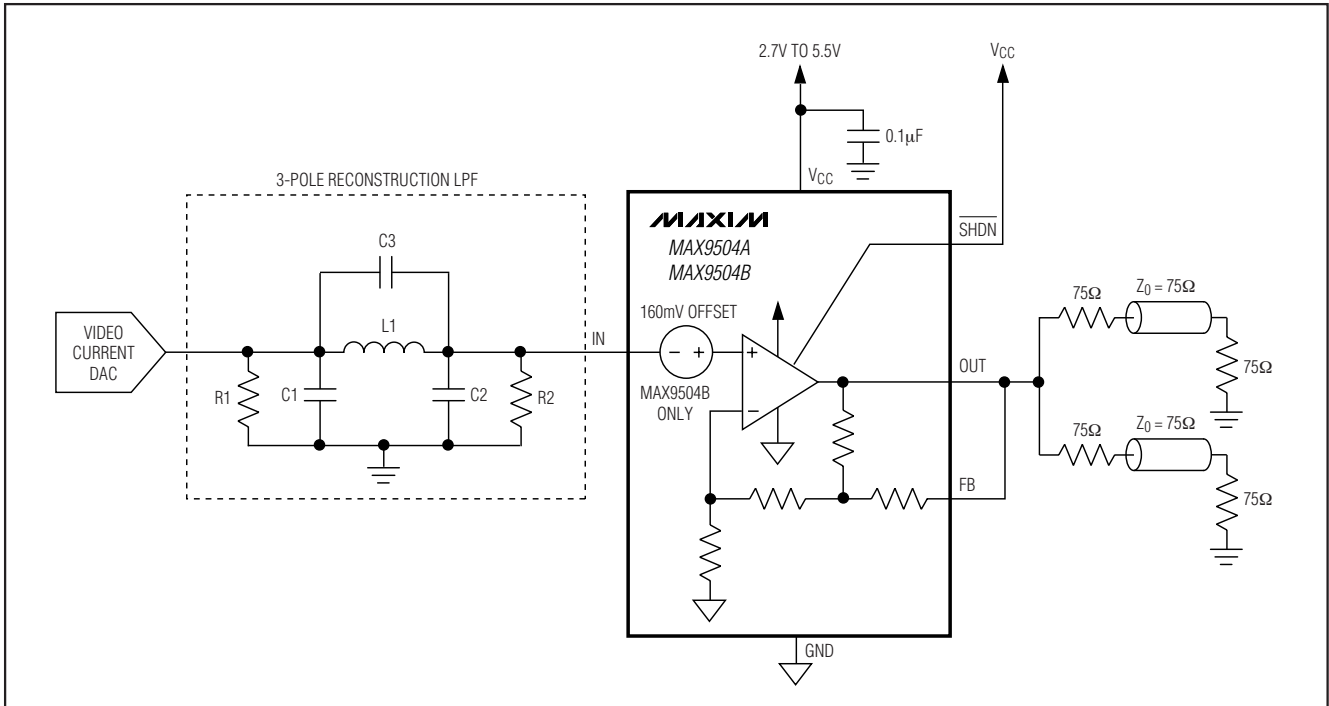 2.7V TO 5.5V
VCC
0.1µF
3-POLE RECONSTRUCTION LPF
VCC
MAXIM
SHDN
MAX9504A
MAX9504B
C3
160mV OFFSET
75Ω
Z0 = 75Ω
VIDEO
CURRENT
DAC
L1
IN
- +
+
OUT
75Ω
R1
C1
C2
R2
MAX9504B
ONLY
-
75Ω
Z0 = 75Ω
FB
75Ω
GND